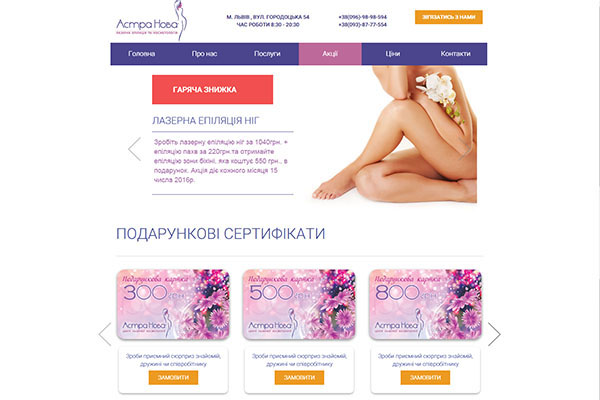 Астра Нова
лазерна епіляція та косметологія
М. ЛЬВІВ, ВУЛ. ГОРОДОЦЬКА 54
ЧАС РОБОТИ 8:30 - 20:30
+38(096)-98-98-594
+38(093)-87-77-554
ЗВ'ЯЗАТИСЬ З НАМИ
Головна Про нас Послуги Акції Ціни Контакти
ГАРЯЧА ЗНИЖКА
ЛАЗЕРНА ЕПІЛЯЦІЯ НІГ
Зробіть лазерну епіляцію ніг за 1040грн. +
епіляцію паха за 220грн та отримайте
епіляцію зони бікіні, яка коштує 550 грн., в
подарунок. Акція діє кожного місяця 15
числа 2016р.
ПОДАРУНКОВІ СЕРТИФІКАТИ
Подарункова картка
300 грн
Астра Нова
Подарункова картка
500 грн
Астра Нова
Подарункова картка
800 грн
Астра Нова
Зроби приємний сюрприз знайомій,
дружині чи співробітнику
ЗАМОВИТИ
Зроби приємний сюрприз знайомій,
дружині чи співробітнику
ЗАМОВИТИ
Зроби приємний сюрприз знайомій,
дружині чи співробітнику
ЗАМОВИТИ